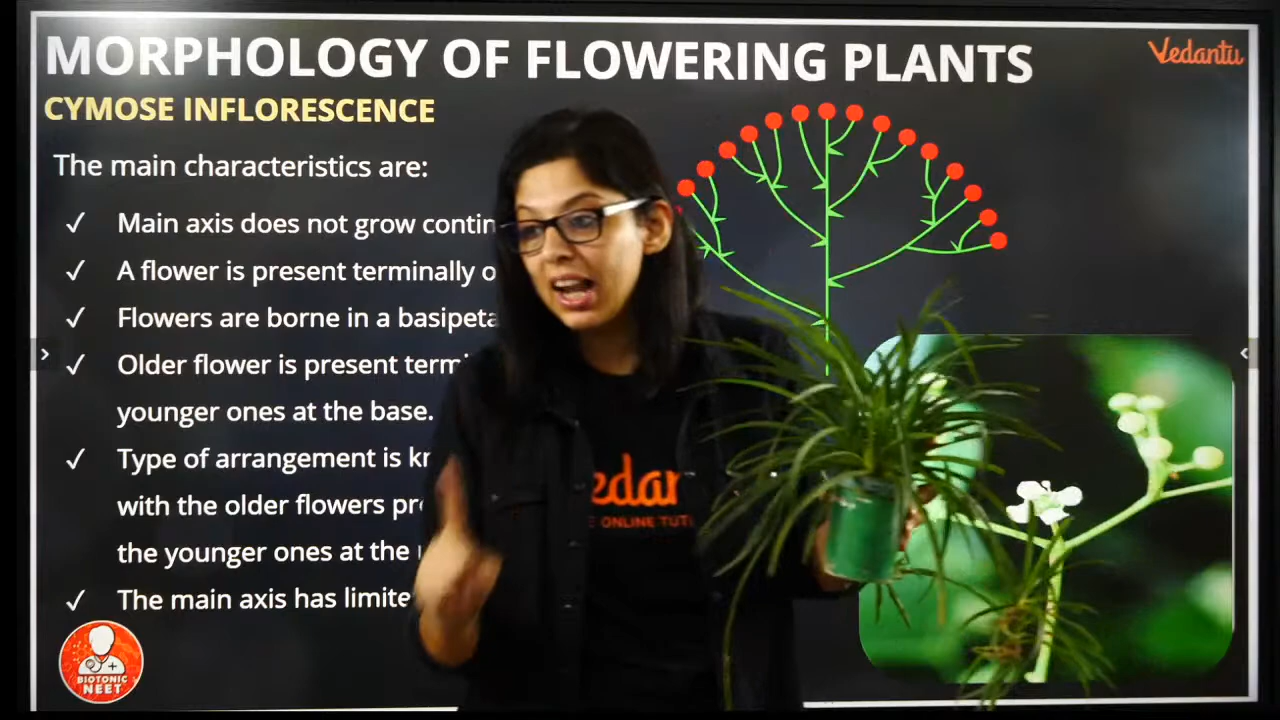 MORPHOLOGY OF FLOWERING PLANTS
Vedantu
CYMOSE INFLORESCENCE
The main characteristics are:
✓ Main axis does not grow contin
✓ A flower is present terminally o
✓ Flowers are borne in a basipeta
✓ Older flower is present termi
younger ones at the base.
✓ Type of arrangement is k
with the older flowers pr
the younger ones at the
✓ The main axis has limite
edan
E ONLINE TUT
BIOTONIC
NEET